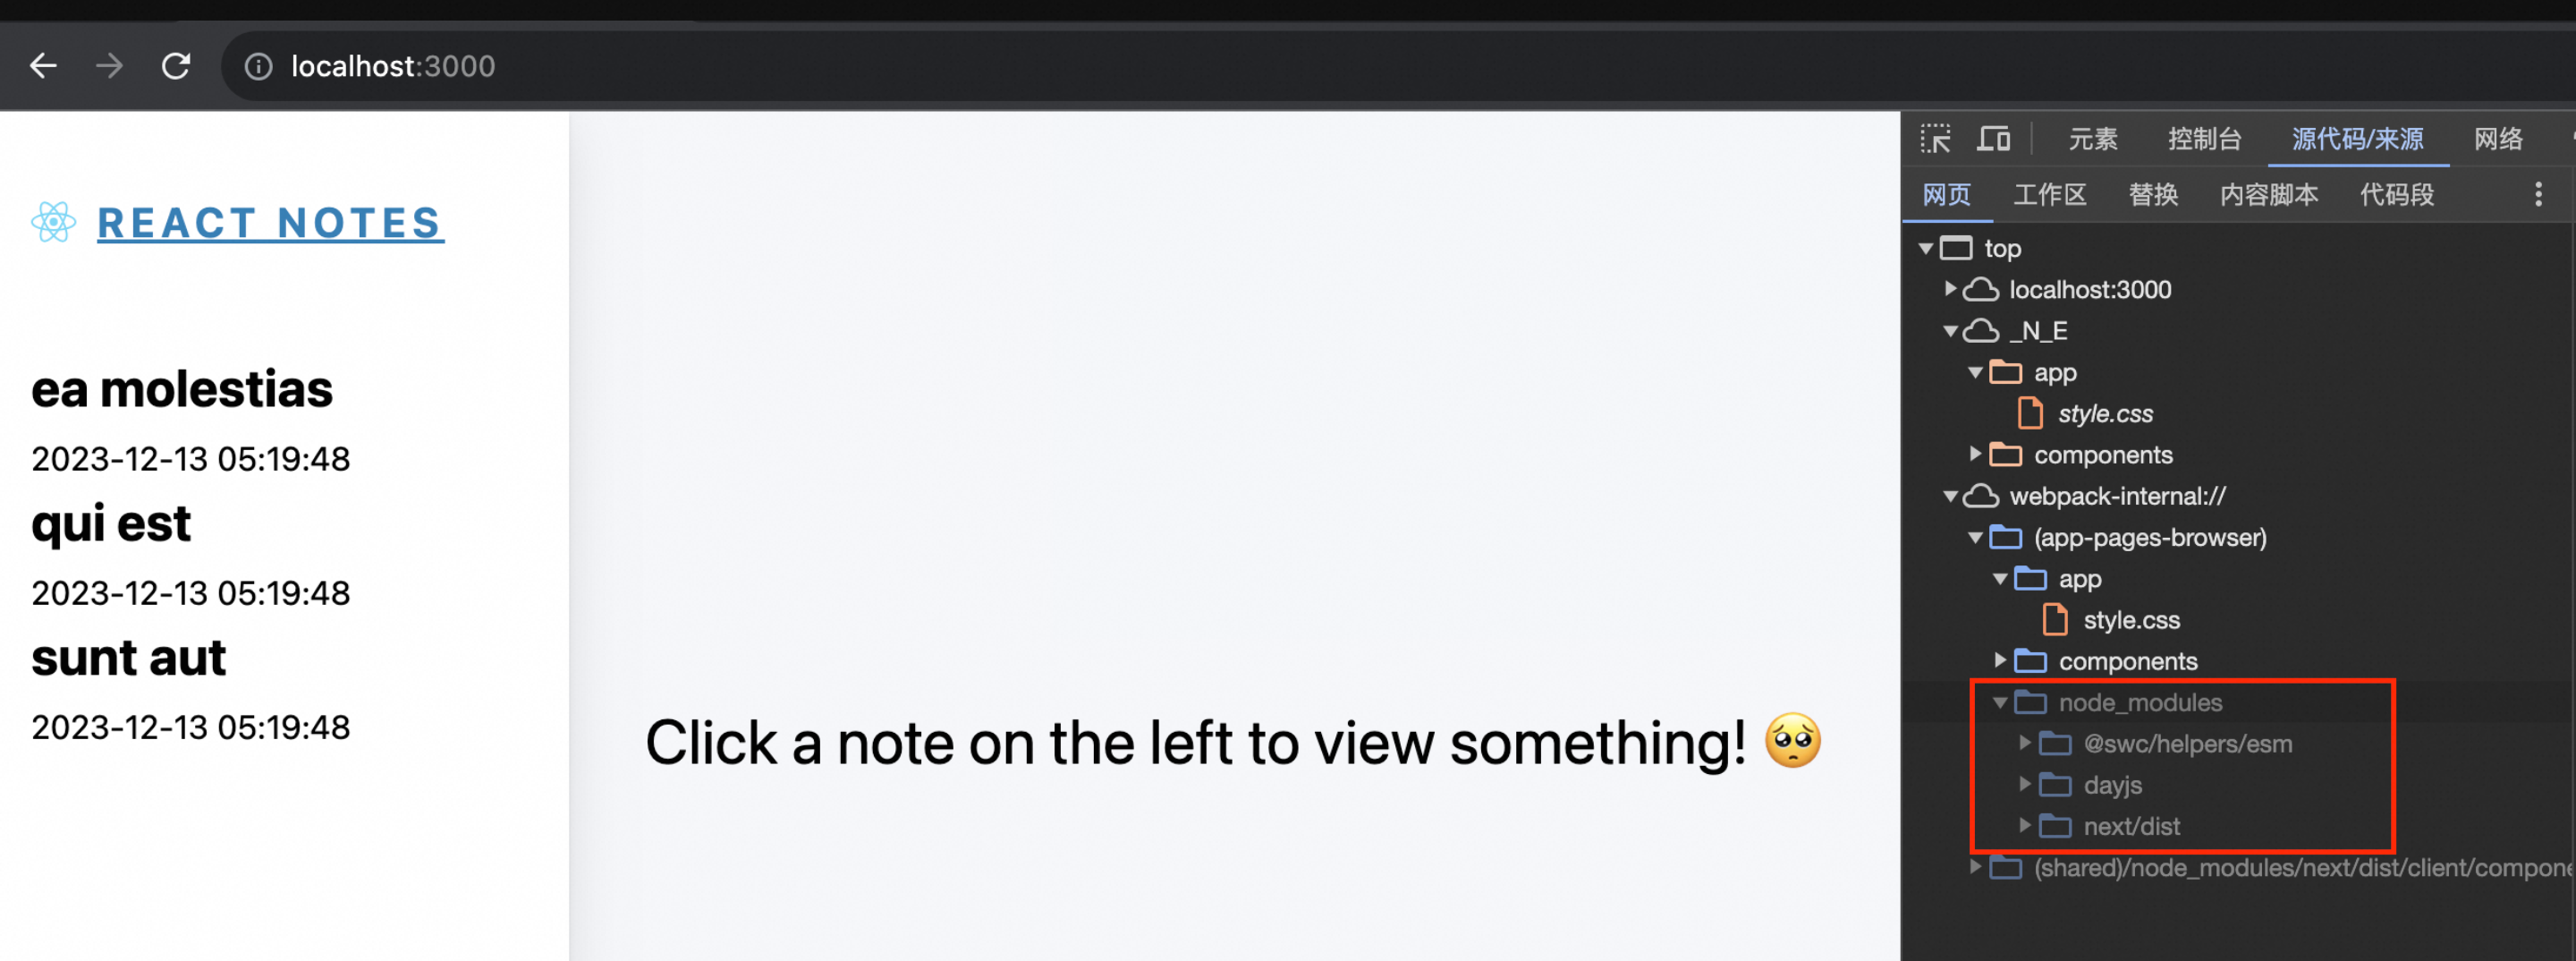 localhost:3000
REACT NOTES
ea molestias
2023-12-13 05:19:48
qui est
2023-12-13 05:19:48
sunt aut
2023-12-13 05:19:48
Click a note on the left to view something! 🥺
元素 控制台 源代码/来源 网络
网页 工作区 替换 内容脚本 代码段
top
localhost:3000
_N_E
app
style.css
components
webpack-internal://
(app-pages-browser)
app
style.css
components
node_modules
@swc/helpers/esm
dayjs
next/dist
(shared)/node_modules/next/dist/client/compone